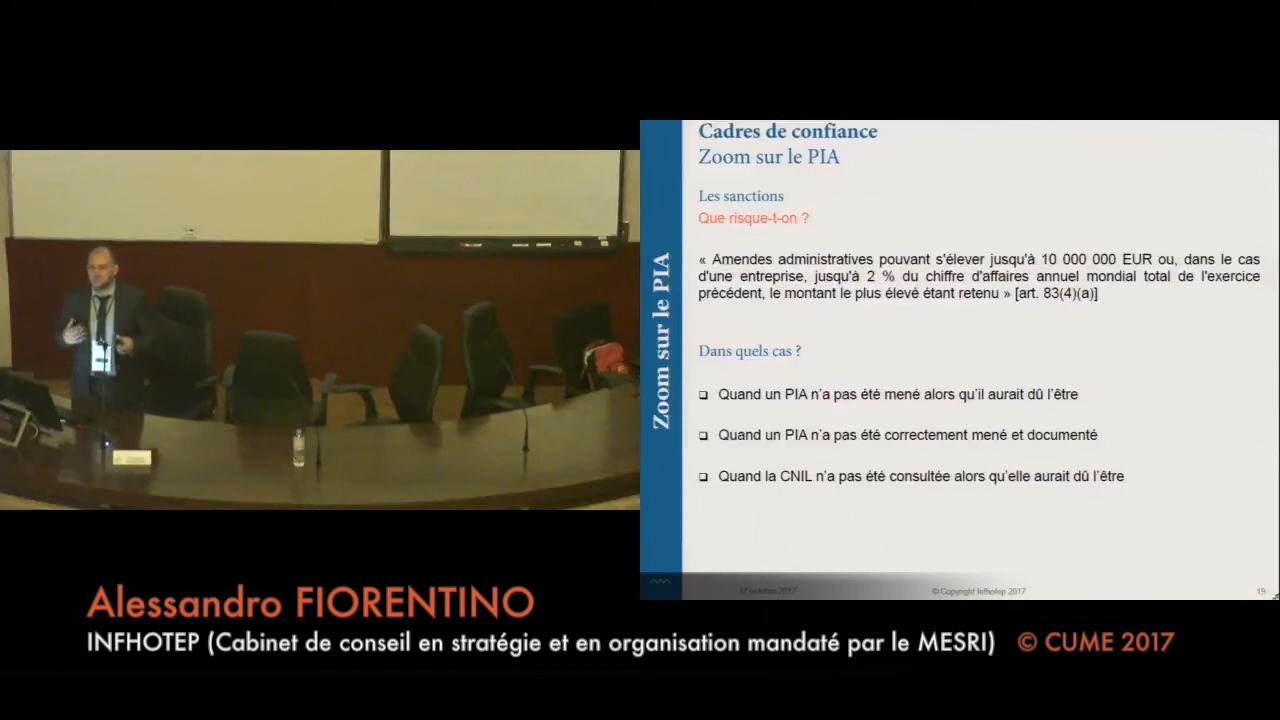 Cadres de confiance
Zoom sur le PIA
Les sanctions
Que risque-t-on ?
« Amendes administratives pouvant s'élever jusqu'à 10 000 000 EUR ou, dans le cas
d'une entreprise, jusqu'à 2 % du chiffre d'affaires annuel mondial total de l'exercice
précédent, le montant le plus élevé étant retenu » [art. 83(4)(a)]
Dans quels cas ?
❑ Quand un PIA n'a pas été mené alors qu'il aurait dû l'être
❑ Quand un PIA n'a pas été correctement mené et documenté
❑ Quand la CNIL n'a pas été consultée alors qu'elle aurait dû l'être
Zoom sur le PIA
17 octobre 2017
© Copyright Infhotep 2017
19
Alessandro FIORENTINO
INFHOTEP (Cabinet de conseil en stratégie et en organisation mandaté par le MESRI) © CUME 2017